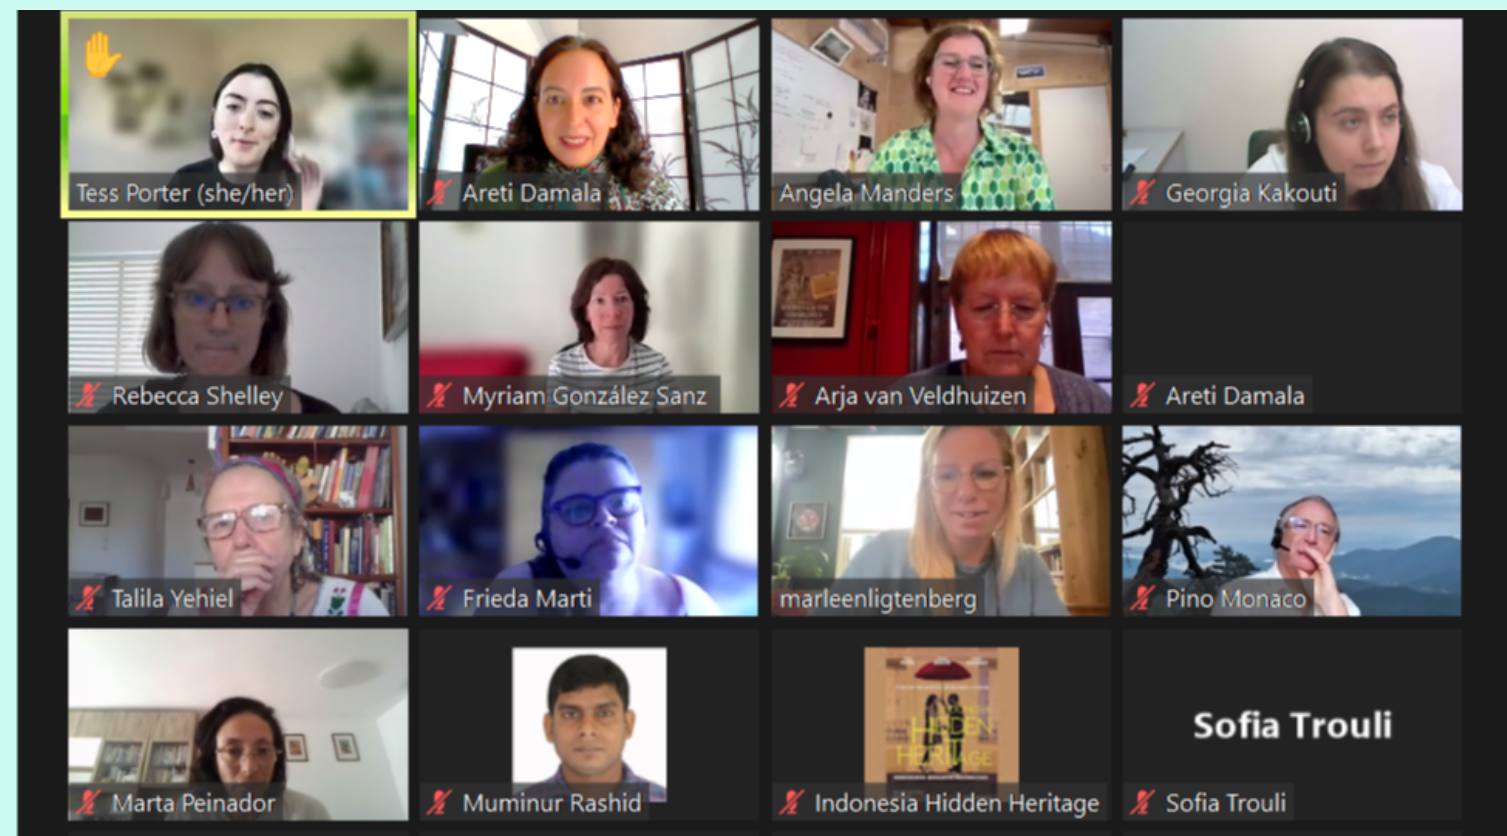 Tess Porter (she/her)
Areti Damala
Angela Manders
Georgia Kakouti
Rebecca Shelley
Myriam González Sanz
Arja van Veldhuizen
Areti Damala
Talila Yehiel
Frieda Marti
marleenligtenberg
Pino Monaco
HIDDEN
HERITAGE
Sofia Trouli
Marta Peinador
Muminur Rashid
Indonesia Hidden Heritage
Sofia Trouli